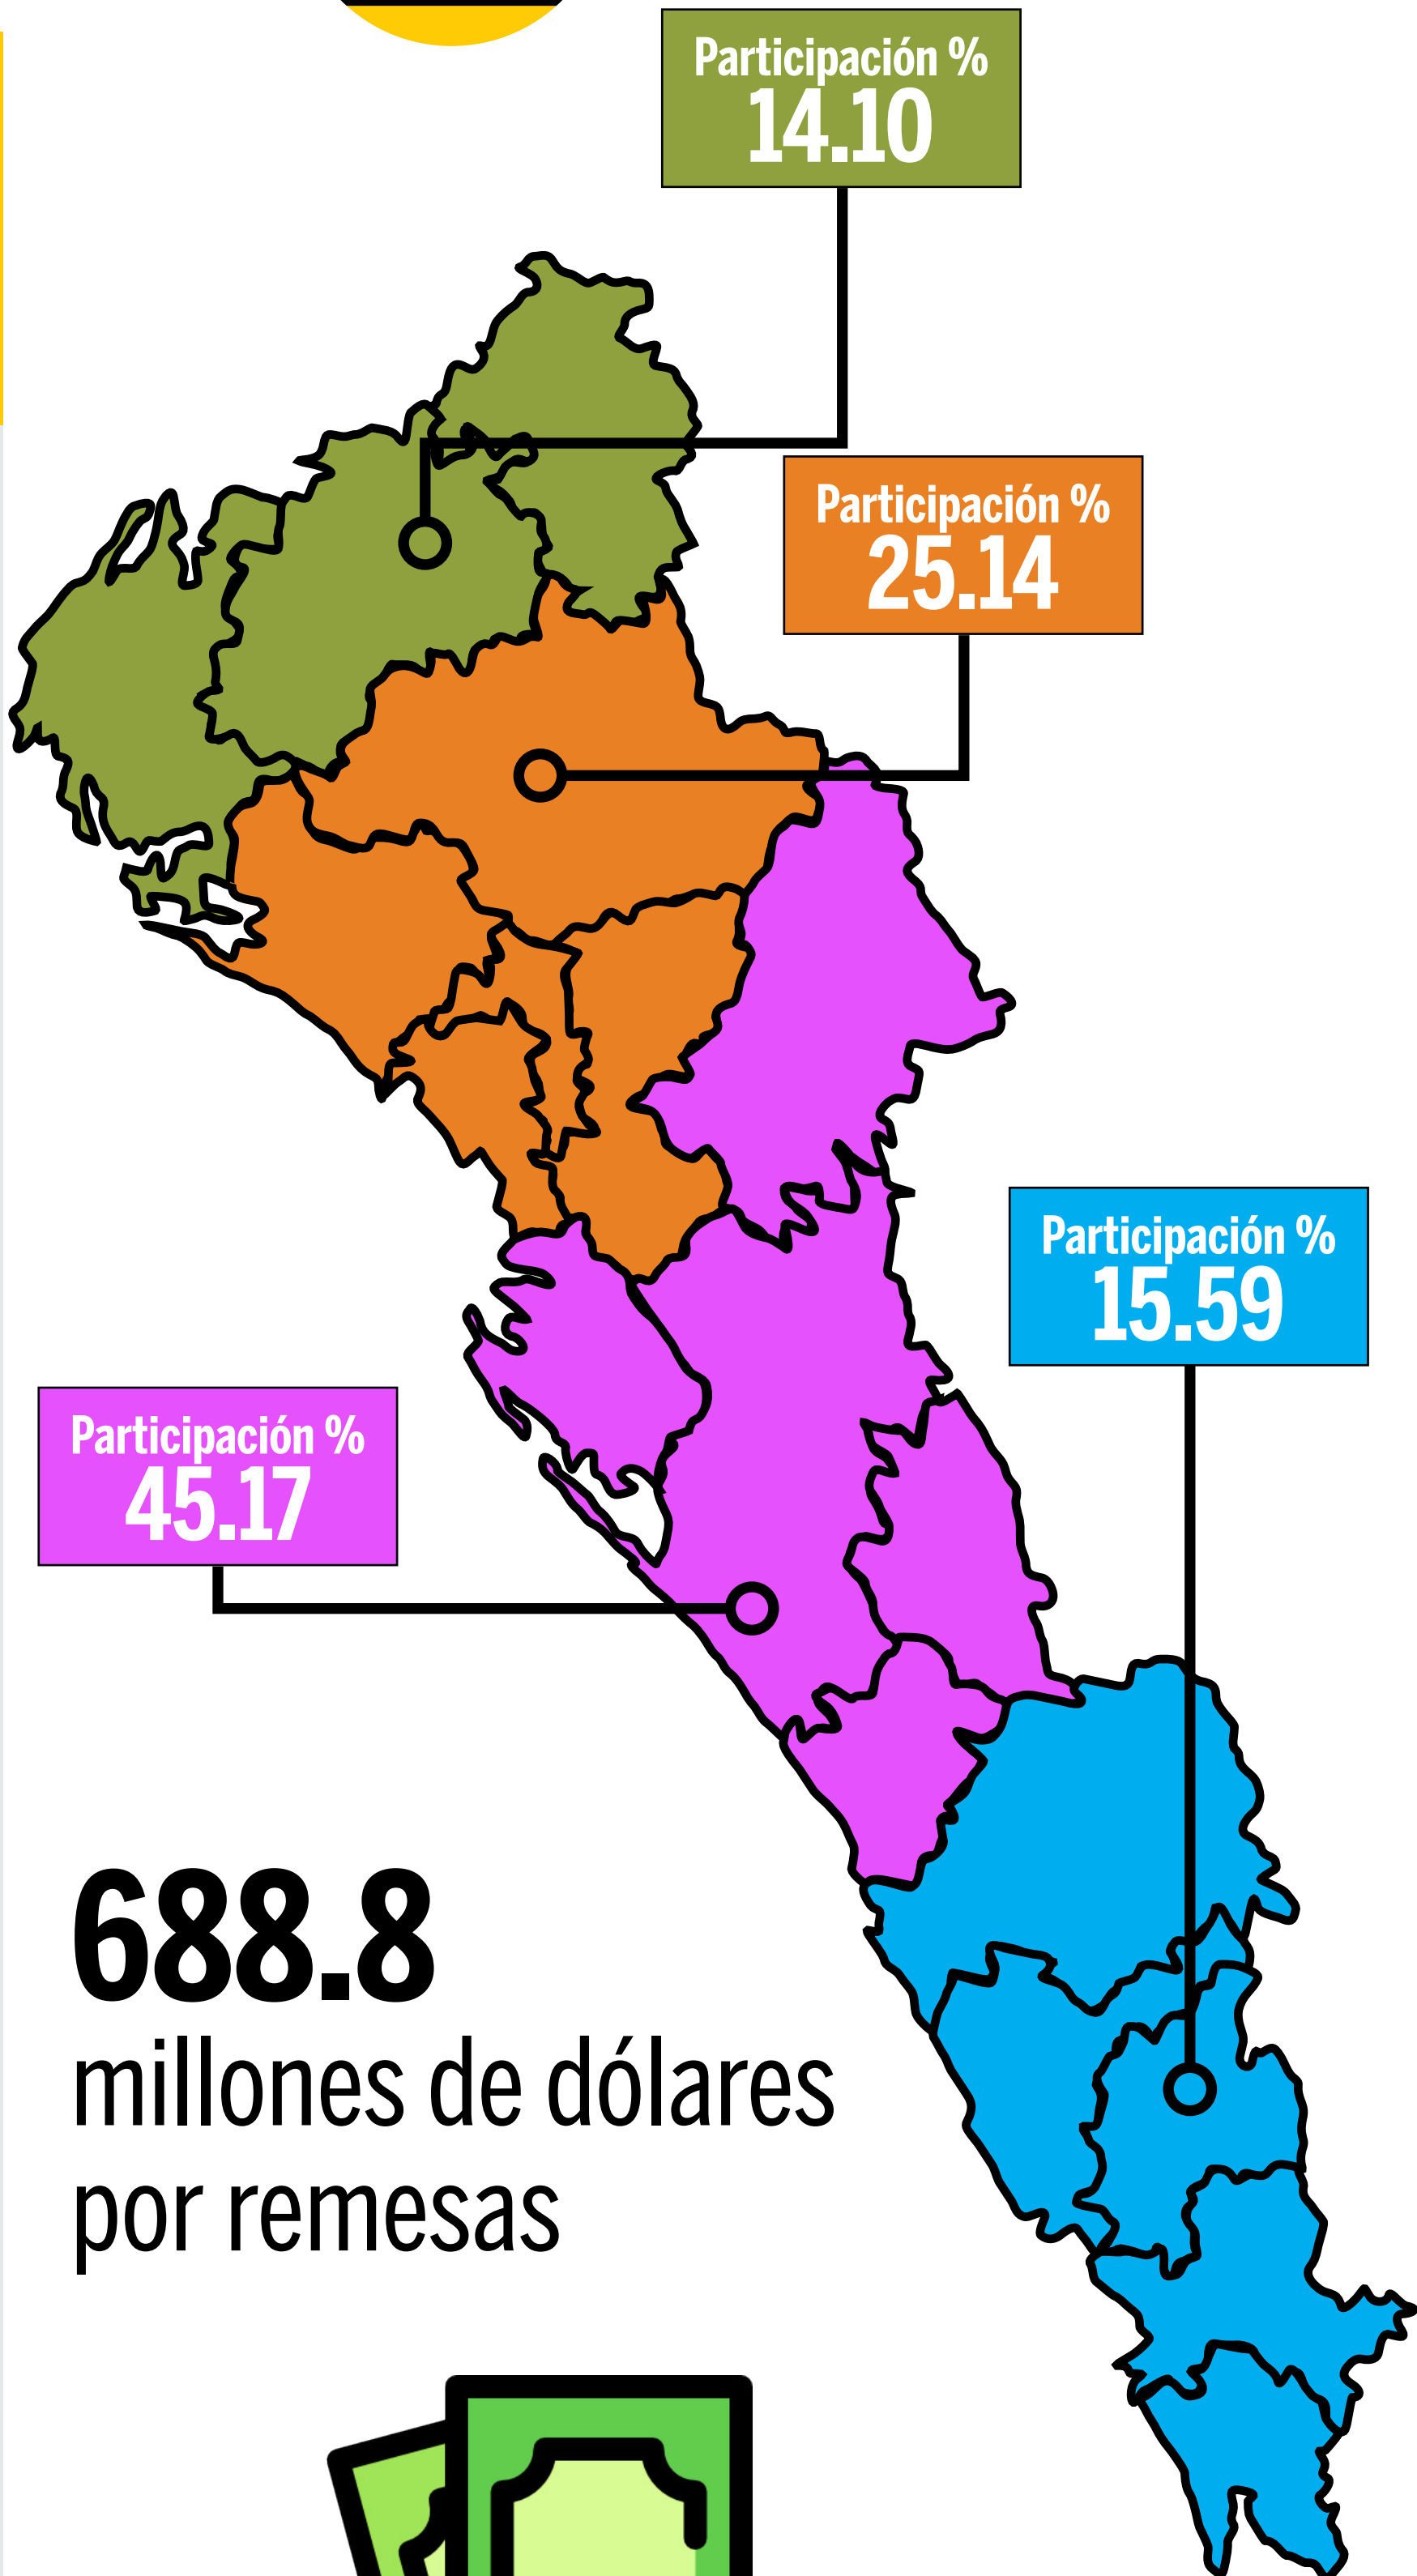 Participación %
14.10
Participación %
25.14
Participación %
15.59
Participación %
45.17
688.8
millones de dólares
por remesas